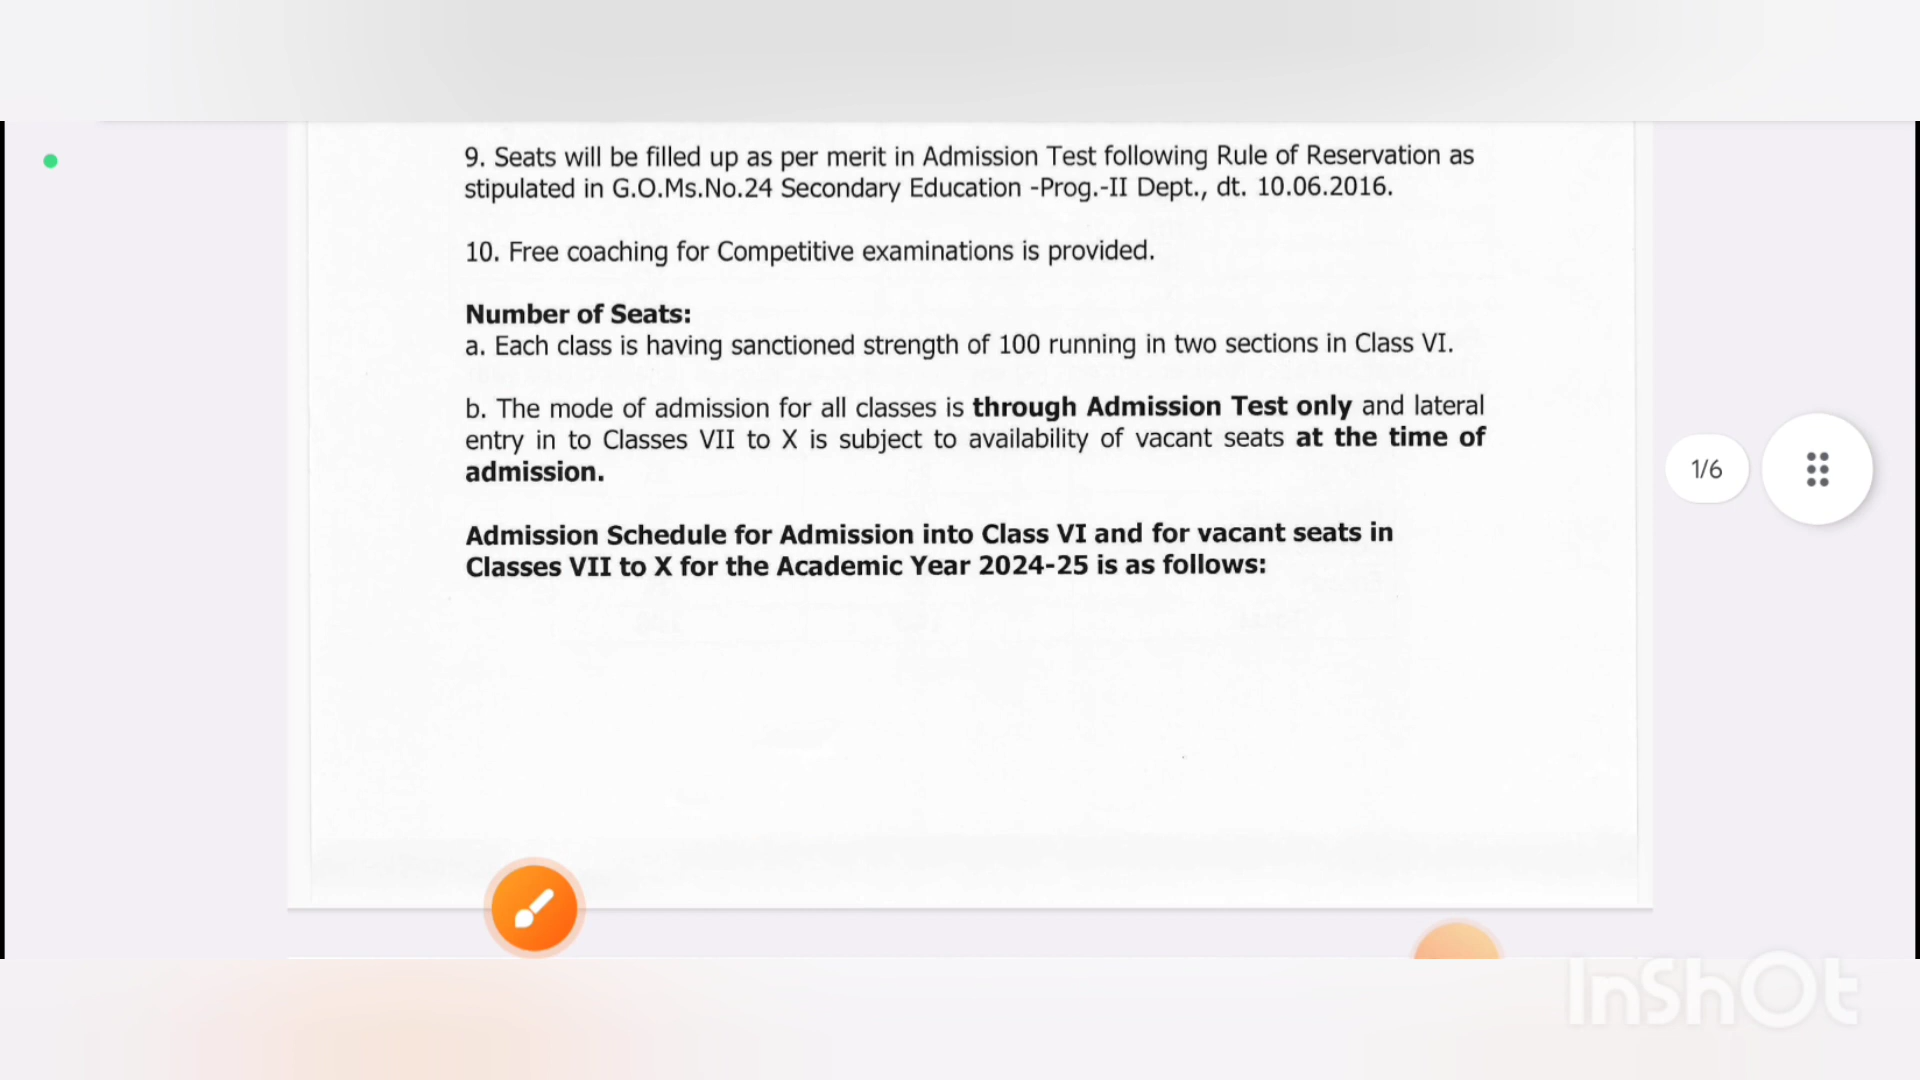 9. Seats will be filled up as per merit in Admission Test following Rule of Reservation as
stipulated in G.O.Ms.No.24 Secondary Education -Prog.-II Dept., dt. 10.06.2016.
10. Free coaching for Competitive examinations is provided.
Number of Seats:
a. Each class is having sanctioned strength of 100 running in two sections in Class VI.
b. The mode of admission for all classes is through Admission Test only and lateral
entry in to Classes VII to X is subject to availability of vacant seats at the time of
admission.
1/6
Admission Schedule for Admission into Class VI and for vacant seats in
Classes VII to X for the Academic Year 2024-25 is as follows:
InShOt